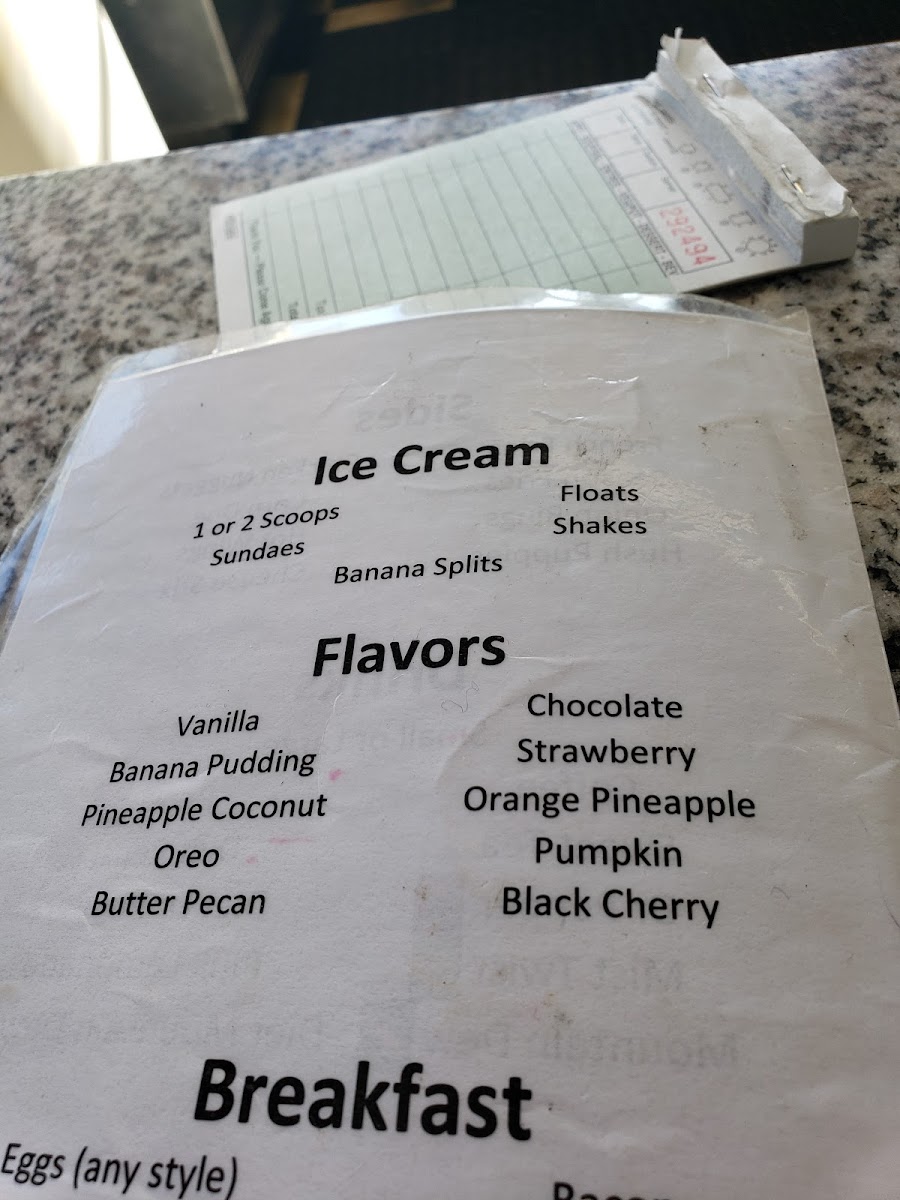 292494
Ice Cream
1 or 2 Scoops
Floats
Sundaes
Shakes
Banana Splits
Flavors
Vanilla
Chocolate
Banana Pudding
Strawberry
Pineapple Coconut
Orange Pineapple
Oreo
Pumpkin
Butter Pecan
Black Cherry
Breakfast
Eggs (any style)